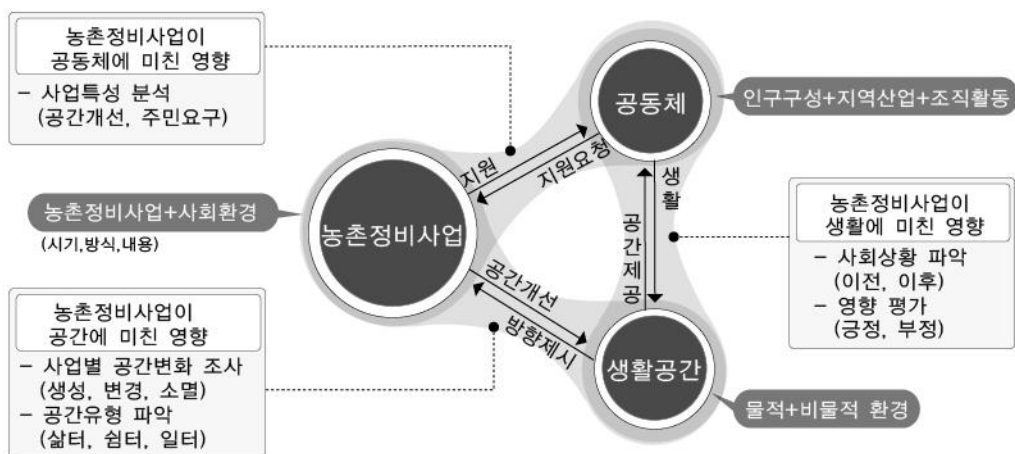 농촌정비사업이
공동체에 미친 영향
– 사업특성 분석
(공간개선, 주민요구)
공동체
인구구성+지역산업+조직활동
지원
지원요청
생활
공간제공
농촌정비사업+사회환경
(시기,방식,내용)
농촌정비사업
농촌정비사업이
생활에 미친 영향
– 사회상황 파악
(이전, 이후)
– 영향 평가
(긍정, 부정)
공간개선
방향제시
농촌정비사업이
공간에 미친 영향
– 사업별 공간변화 조사
(생성, 변경, 소멸)
– 공간유형 파악
(삶터, 쉼터, 일터)
생활공간
물적+비물적 환경